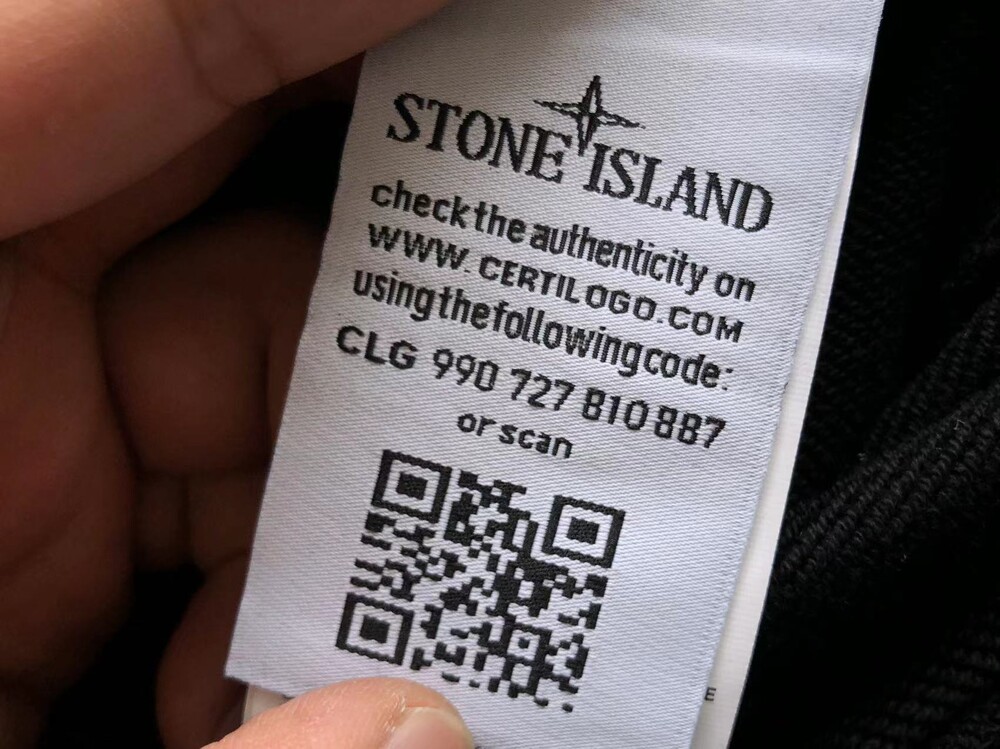 STONE ISLAND
check the authenticity on
WWW.CERTILOGO.COM
using the following code:
CLG 990 727 810 887
or scan
E